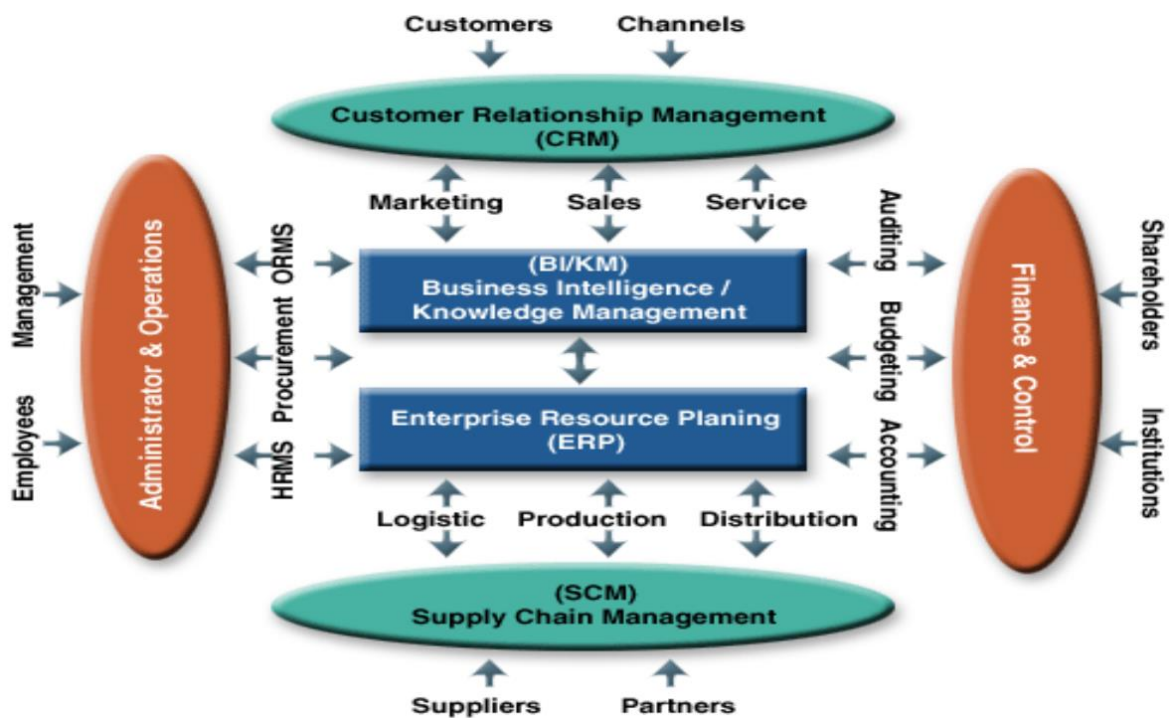 Customers Channels
Customer Relationship Management
(CRM)
Marketing Sales Service
Management
Employees
Administrator & Operations
ORMS
Procurement
HRMS
(BI/KM)
Business Intelligence /
Knowledge Management
Enterprise Resource Planing
(ERP)
Auditing
Budgeting
Accounting
Finance & Control
Shareholders
Institutions
Logistic Production Distribution
(SCM)
Supply Chain Management
Suppliers Partners